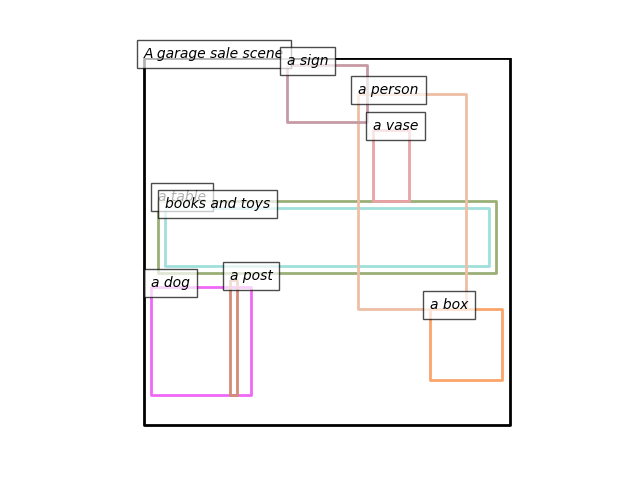 A garage sale scene
a sign
a person
a vase
a table
books and toys
a dog
a post
a box